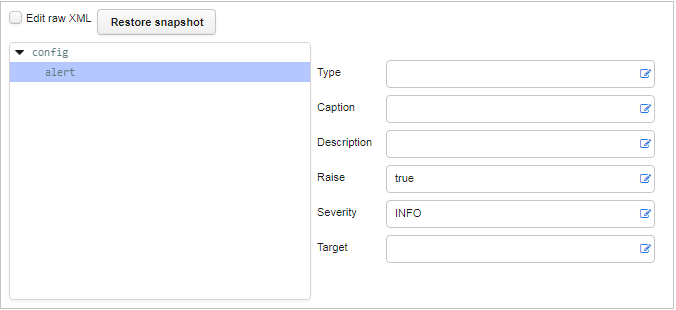 Edit raw XML
Restore snapshot
config
alert
Type
Caption
Description
Raise true
Severity INFO
Target